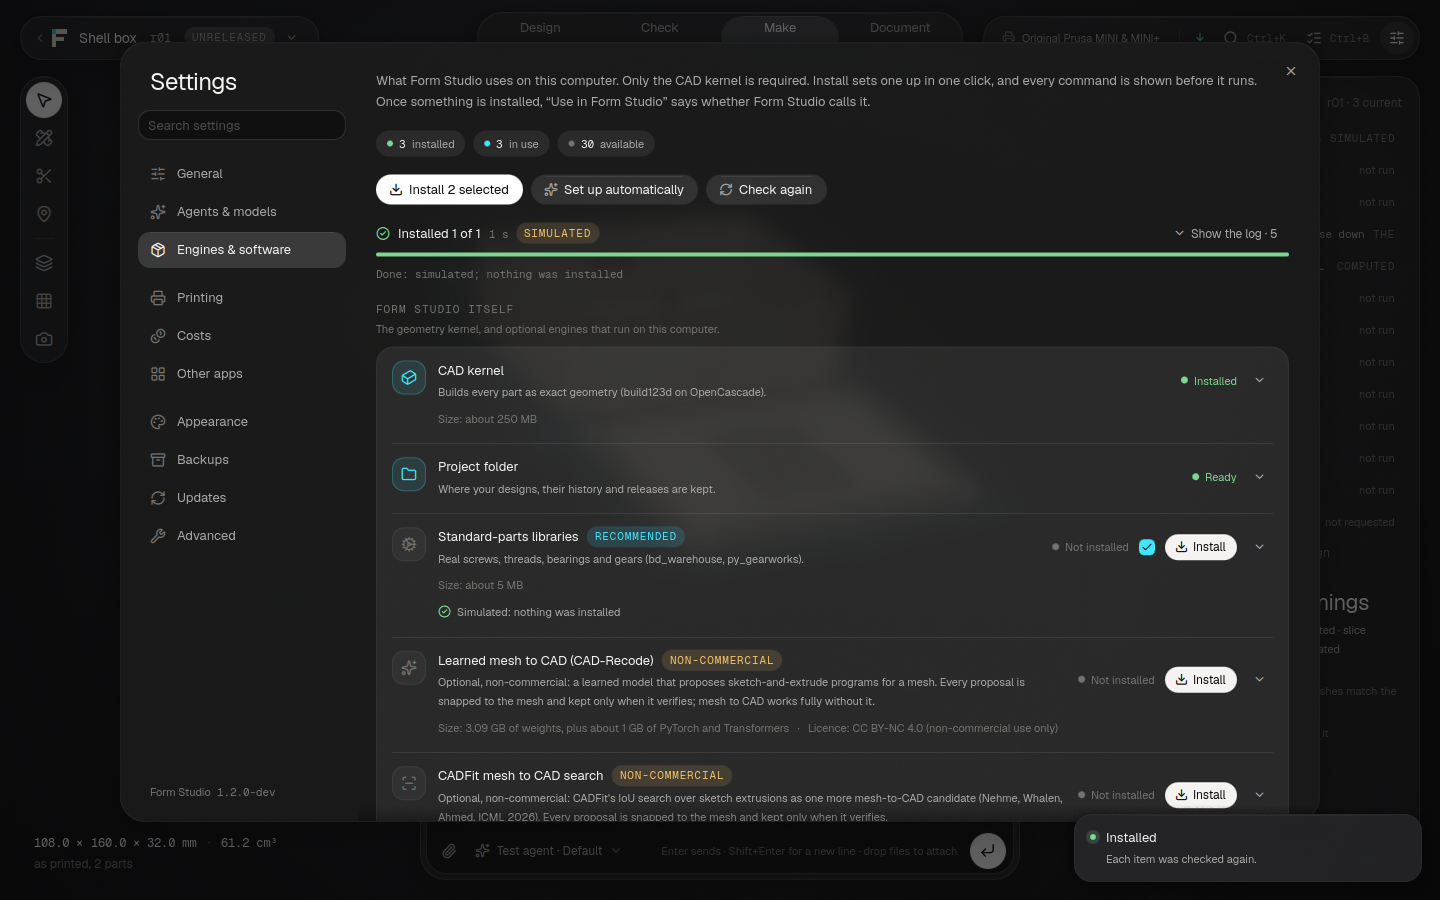 Shell box r01 UNRELEASED
Design Check Make Document
Original Prusa MINI & MINI+ Ctrl+K Ctrl+B
Settings
Search settings
General
Agents & models
Engines & software
Printing
Costs
Other apps
Appearance
Backups
Updates
Advanced
Form Studio 1.2.0-dev
What Form Studio uses on this computer. Only the CAD kernel is required. Install sets one up in one click, and every command is shown before it runs.
Once something is installed, “Use in Form Studio” says whether Form Studio calls it.
3 installed 3 in use 30 available
Install 2 selected Set up automatically Check again
Installed 1 of 1 1 s SIMULATED Show the log · 5
Done: simulated; nothing was installed
FORM STUDIO ITSELF
The geometry kernel, and optional engines that run on this computer.
CAD kernel
Builds every part as exact geometry (build123d on OpenCascade).
Size: about 250 MB
Installed
Project folder
Where your designs, their history and releases are kept.
Ready
Standard-parts libraries RECOMMENDED
Real screws, threads, bearings and gears (bd_warehouse, py_gearworks).
Size: about 5 MB
Simulated: nothing was installed
Not installed Install
Learned mesh to CAD (CAD-Recode) NON-COMMERCIAL
Optional, non-commercial: a learned model that proposes sketch-and-extrude programs for a mesh. Every proposal is
snapped to the mesh and kept only when it verifies; mesh to CAD works fully without it.
Size: 3.09 GB of weights, plus about 1 GB of PyTorch and Transformers · Licence: CC BY-NC 4.0 (non-commercial use only)
Not installed Install
CADFit mesh to CAD search NON-COMMERCIAL
Optional, non-commercial: CADFit's IoU search over sketch extrusions as one more mesh-to-CAD candidate (Nehme, Whalen,
Ahmed, ICML 2026). Every proposal is snapped to the mesh and kept only when it verifies.
Not installed Install
r01 · 3 current
SIMULATED
not run
not run
se down THE
COMPUTED
not run
not run
not run
not run
not run
not run
not run
not requested
nings
ted · slice
ated
shes match the
it
108.0 × 160.0 × 32.0 mm · 61.2 cm³
as printed, 2 parts
Test agent · Default
Enter sends · Shift+Enter for a new line · drop files to attach
Installed
Each item was checked again.